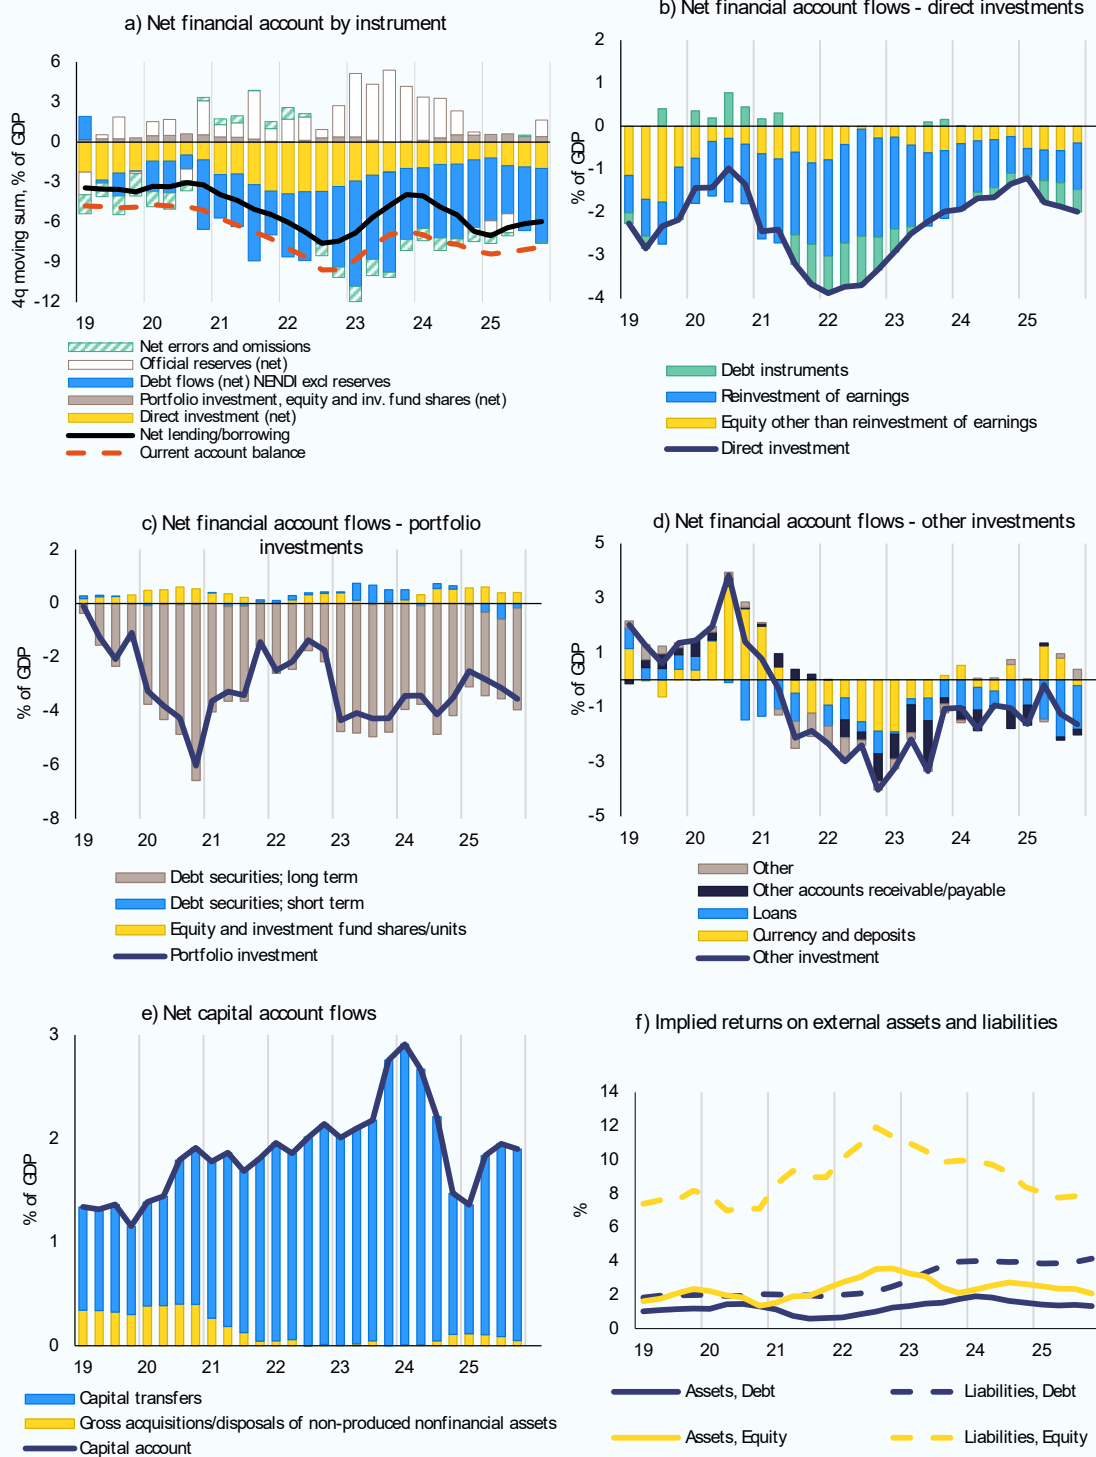 a) Net financial account by instrument
4q moving sum, % of GDP
6
3
0
-3
-6
-9
-12
19 20 21 22 23 24 25
Net errors and omissions
Official reserves (net)
Debt flows (net) NENDI excl reserves
Portfolio investment, equity and inv. fund shares (net)
Direct investment (net)
Net lending/borrowing
Current account balance
b) Net financial account flows - direct investments
% of GDP
2
1
0
-1
-2
-3
-4
19 20 21 22 23 24 25
Debt instruments
Reinvestment of earnings
Equity other than reinvestment of earnings
Direct investment
c) Net financial account flows - portfolio
investments
% of GDP
2
0
-2
-4
-6
-8
19 20 21 22 23 24 25
Debt securities; long term
Debt securities; short term
Equity and investment fund shares/units
Portfolio investment
d) Net financial account flows - other investments
% of GDP
5
3
1
-1
-3
-5
19 20 21 22 23 24 25
Other
Other accounts receivable/payable
Loans
Currency and deposits
Other investment
e) Net capital account flows
% of GDP
3
2
1
0
19 20 21 22 23 24 25
Capital transfers
Gross acquisitions/disposals of non-produced nonfinancial assets
Capital account
f) Implied returns on external assets and liabilities
%
14
12
10
8
6
4
2
0
19 20 21 22 23 24 25
Assets, Debt
Liabilities, Debt
Assets, Equity
Liabilities, Equity